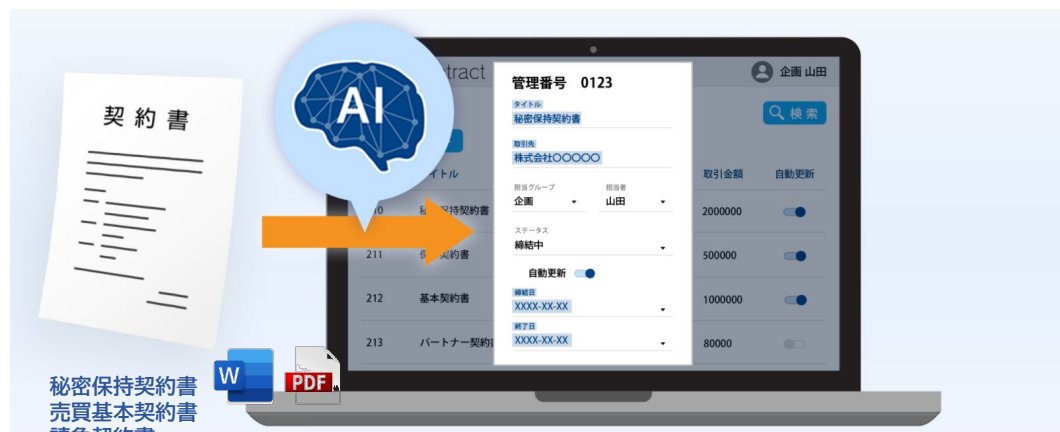 契約書
AI
tract
企画 山田
検索
管理番号 0123
タイトル
秘密保持契約書
取引先
株式会社〇〇〇〇〇
担当グループ
担当者
企画
山田
ステータス
締結中
自動更新
締結日
XXXX-XX-XX
終了日
XXXX-XX-XX
イトル
取引金額
自動更新
2000000
211
500000
212
基本契約書
1000000
213
パートナー契約
80000
W
PDF
秘密保持契約書
売買基本契約書
請負契約書